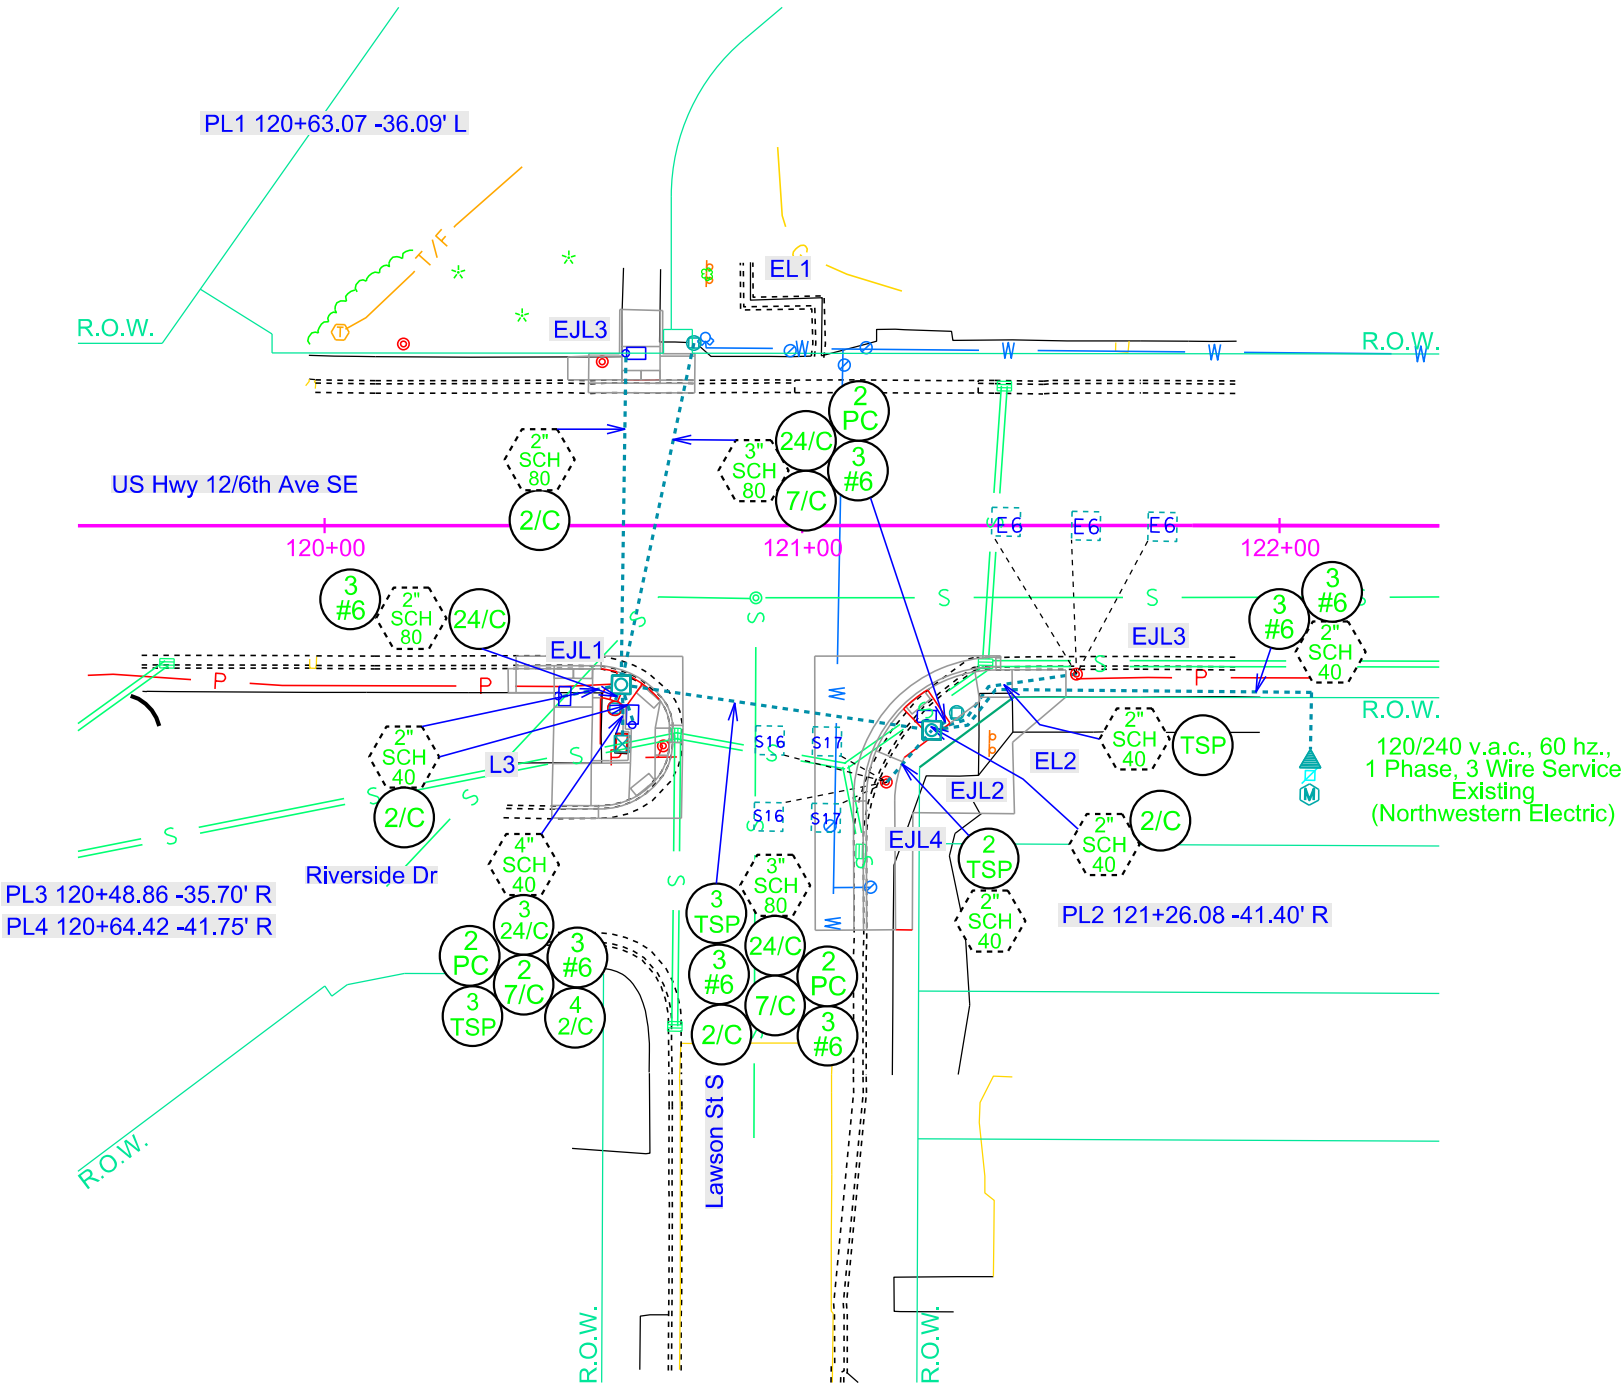 PL1 120+63.07 -36.09' L
T/F
G
EL1
R.O.W.
EJL3
T
R.O.W.
W
W
W
W
2"
SCH
80
2/C
3"
SCH
80
24/C
7/C
2
PC
3
#6
US Hwy 12/6th Ave SE
S
E6
E6
E6
120+00
121+00
122+00
3
#6
2"
SCH
80
24/C
S
S
S
S
3
#6
3
#6
2"
SCH
40
EJL1
EJL3
P
P
S
P
W
R.O.W.
2"
SCH
40
2/C
L3
S
P
S16
S17
S
S
2"
SCH
40
TSP
EL2
120/240 v.a.c., 60 hz.,
1 Phase, 3 Wire Service
Existing
(Northwestern Electric)
M
EJL2
S
S
S
S16
S17
S
EJL4
2"
SCH
40
2/C
4"
SCH
40
Riverside Dr
S
S
3"
SCH
80
2
TSP
2"
SCH
40
PL3 120+48.86 -35.70' R
PL4 120+64.42 -41.75' R
PL2 121+26.08 -41.40' R
W
3
24/C
2
PC
3
#6
2
7/C
3
TSP
4
2/C
3
TSP
24/C
3
#6
2
PC
7/C
2/C
3
#6
Lawson St S
R.O.W.
R.O.W.
R.O.W.